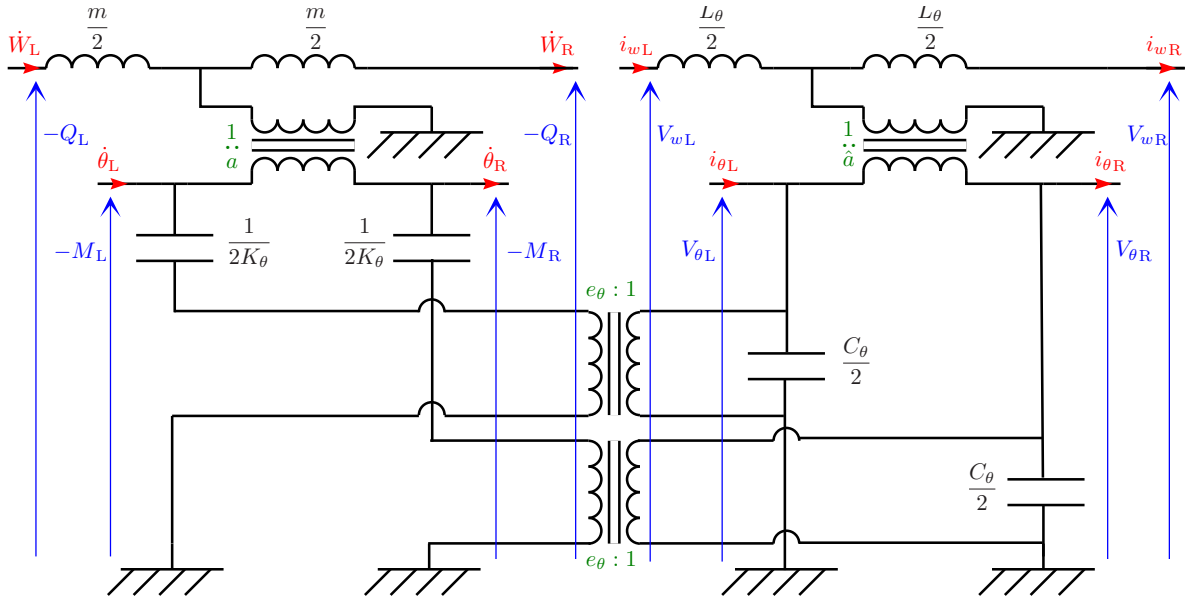 m/2
m/2
L_θ/2
L_θ/2
Ẇ_L
Ẇ_R
i_wL
i_wR
−Q_L
1
..
a
−Q_R
V_wL
1
..
â
V_wR
θ̇_L
θ̇_R
i_θL
i_θR
−M_L
1/2K_θ
1/2K_θ
−M_R
V_θL
V_θR
e_θ : 1
C_θ/2
C_θ/2
e_θ : 1